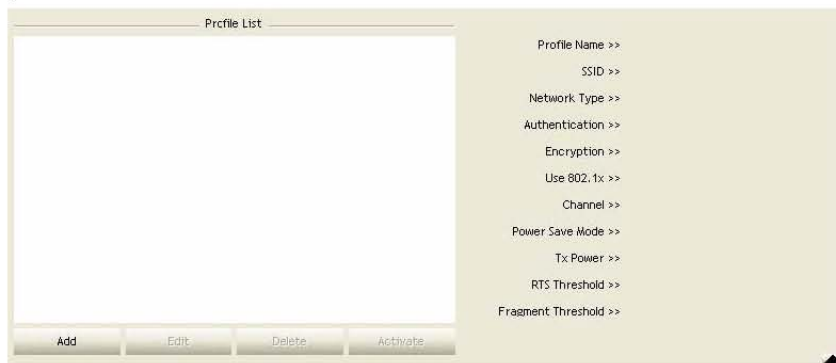 Profile List
Profile Name >>
SSID >>
Network Type >>
Authentication >>
Encryption >>
Use 802.1x >>
Channel >>
Power Save Mode >>
Tx Power >>
RTS Threshold >>
Fragment Threshold >>
Add Edit Delete Activate